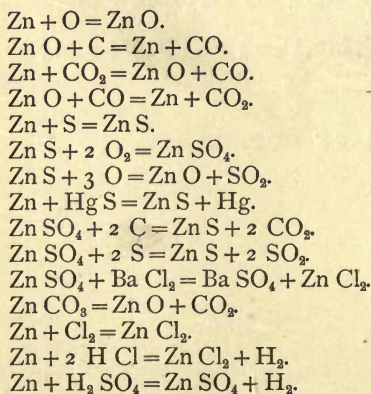 Zn + O = Zn O.
Zn O + C = Zn + CO.
Zn + CO₂ = Zn O + CO.
Zn O + CO = Zn + CO₂.
Zn + S = Zn S.
Zn S + 2 O₂ = Zn SO₄.
Zn S + 3 O = Zn O + SO₂.
Zn + Hg S = Zn S + Hg.
Zn SO₄ + 2 C = Zn S + 2 CO₂.
Zn SO₄ + 2 S = Zn S + 2 SO₂.
Zn SO₄ + Ba Cl₂ = Ba SO₄ + Zn Cl₂.
Zn CO₃ = Zn O + CO₂.
Zn + Cl₂ = Zn Cl₂.
Zn + 2 H Cl = Zn Cl₂ + H₂.
Zn + H₂ SO₄ = Zn SO₄ + H₂.